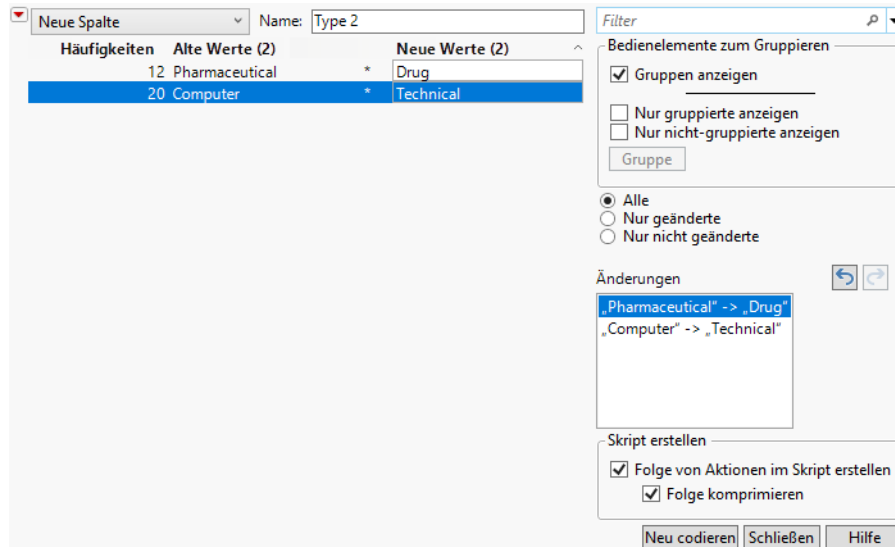 Neue Spalte Name: Type 2
Häufigkeiten Alte Werte (2) Neue Werte (2)
12 Pharmaceutical * Drug
20 Computer * Technical
Filter
Bedienelemente zum Gruppieren
Gruppen anzeigen
Nur gruppierte anzeigen
Nur nicht-gruppierte anzeigen
Gruppe
Alle
Nur geänderte
Nur nicht geänderte
Änderungen
„Pharmaceutical“ -> „Drug“
„Computer“ -> „Technical“
Skript erstellen
Folge von Aktionen im Skript erstellen
Folge komprimieren
Neu codieren Schließen Hilfe